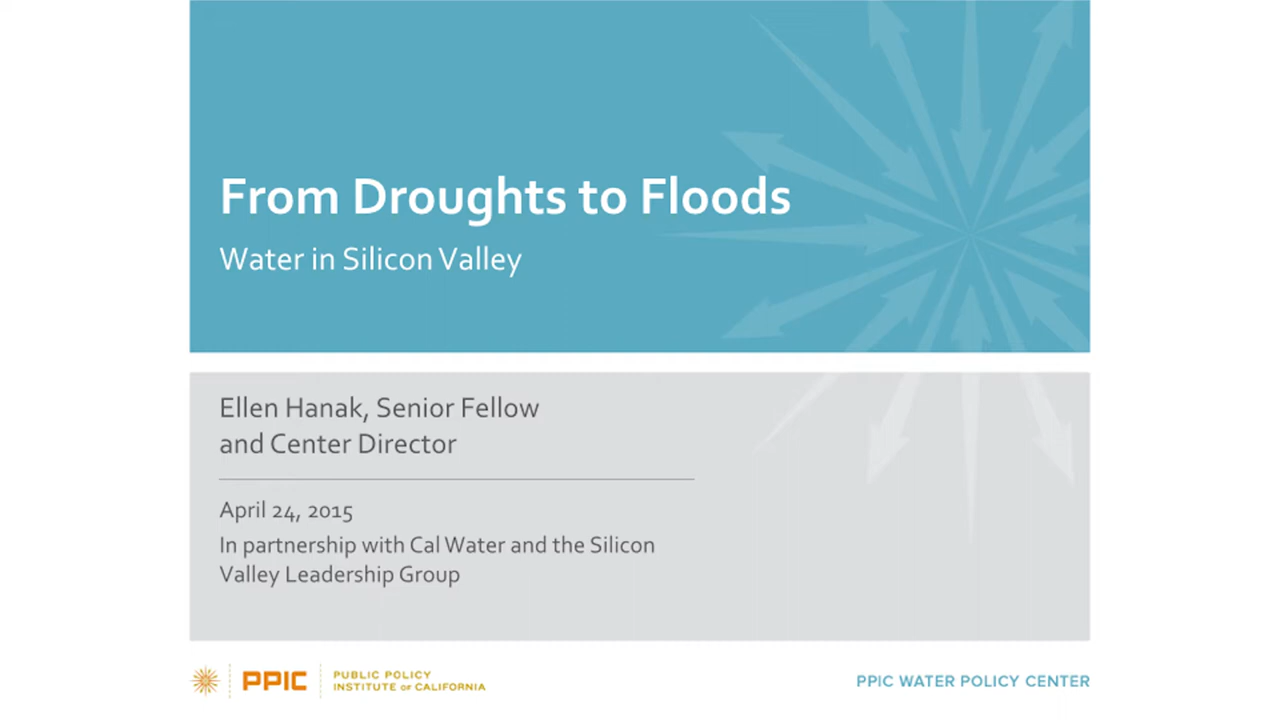 From Droughts to Floods
Water in Silicon Valley
Ellen Hanak, Senior Fellow
and Center Director
April 24, 2015
In partnership with Cal Water and the Silicon
Valley Leadership Group
PPIC
PUBLIC POLICY
INSTITUTE OF CALIFORNIA
PPIC WATER POLICY CENTER